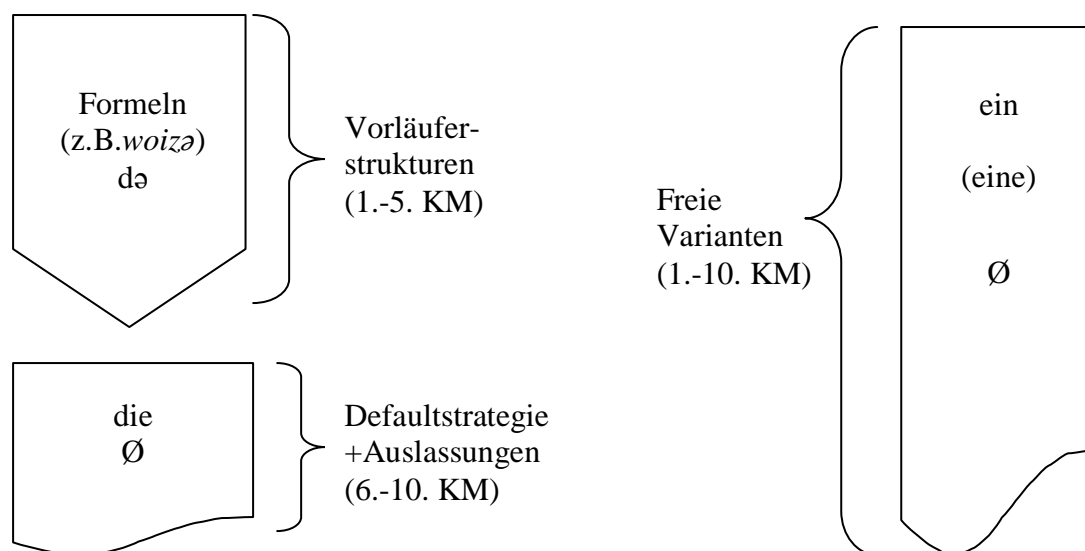 Formeln
(z.B.woizə)
də
Vorläufer-
strukturen
(1.-5. KM)
die
Ø
Defaultstrategie
+Auslassungen
(6.-10. KM)
Freie
Varianten
(1.-10. KM)
ein
(eine)
Ø